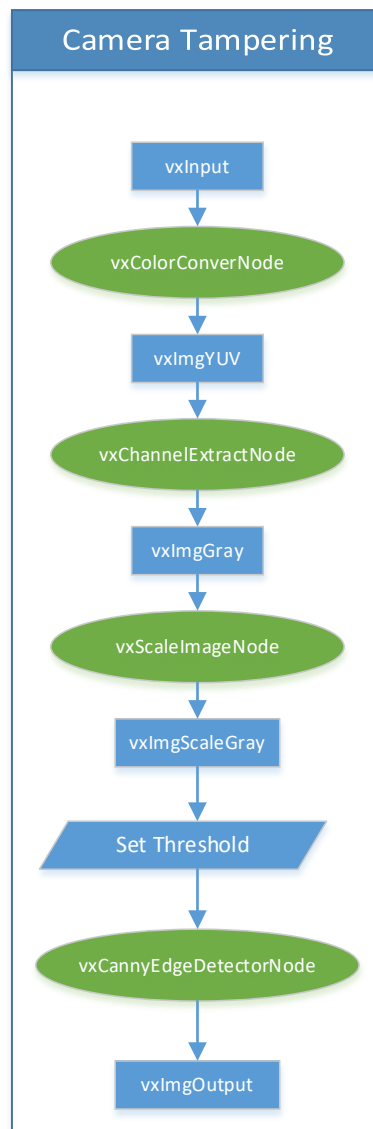 Camera Tampering
vxInput
vxColorConverNode
vxImgYUV
vxChannelExtractNode
vxImgGray
vxScaleImageNode
vxImgScaleGray
Set Threshold
vxCannyEdgeDetectorNode
vxImgOutput